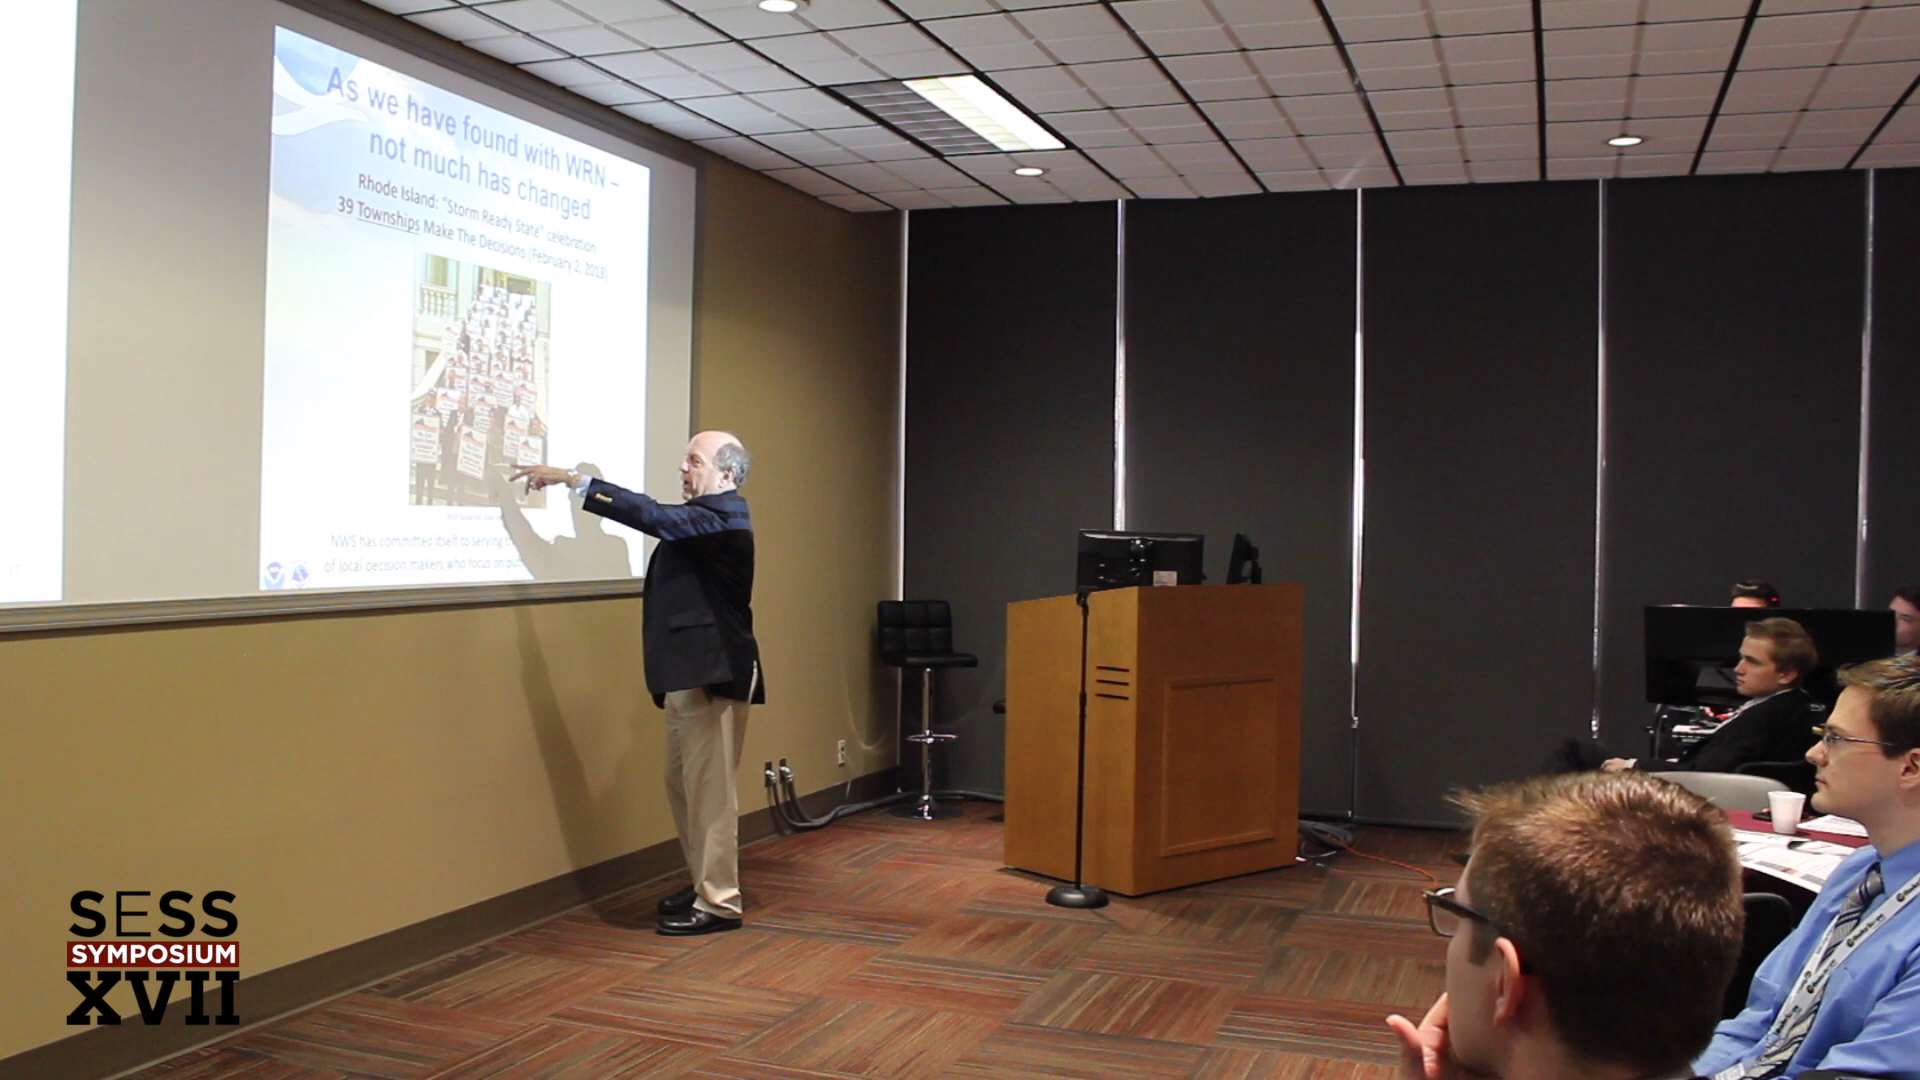 As we have found with WRN –
not much has changed
Rhode Island: "Storm Ready State" celebration
39 Townships Make The Decisions (February 2, 2018)
NWS has committed itself to serving
of local decision makers who focus on
SESS
SYMPOSIUM
XVII